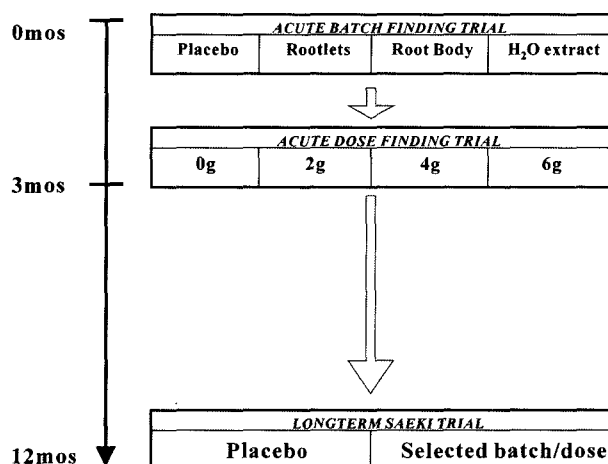 0mos
ACUTE BATCH FINDING TRIAL
Placebo Rootlets Root Body H₂O extract
ACUTE DOSE FINDING TRIAL
0g 2g 4g 6g
3mos
LONGTERM SAEKI TRIAL
12mos Placebo Selected batch/dose